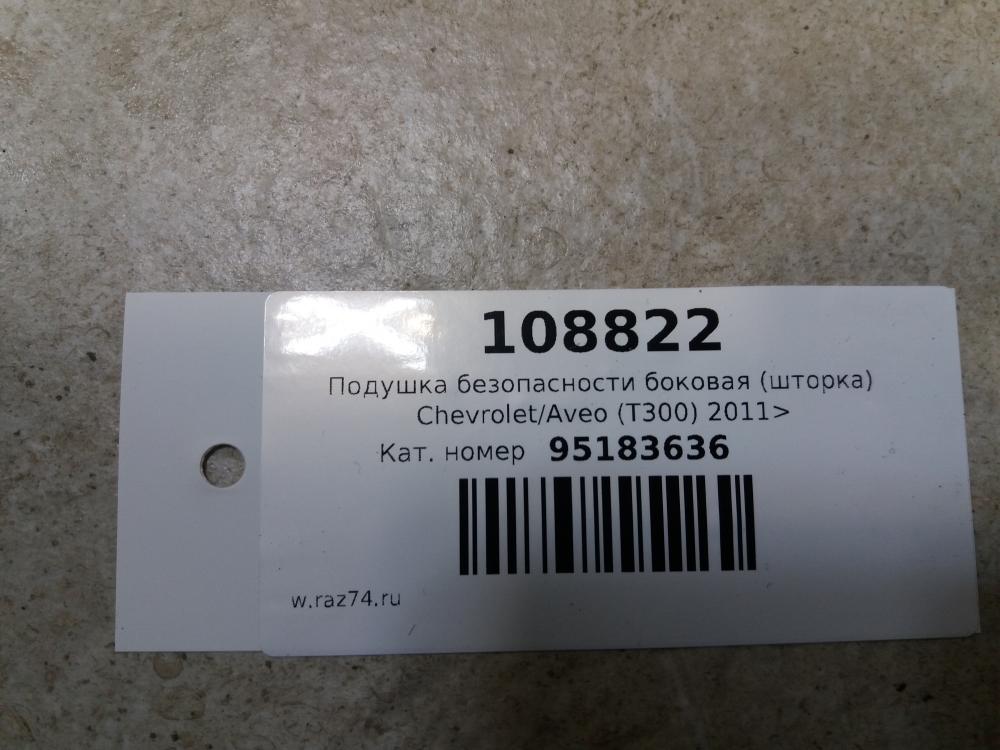 108822
Подушка безопасности боковая (шторка)
Chevrolet/Aveo (T300) 2011>
Кат. номер 95183636
w.raz74.ru